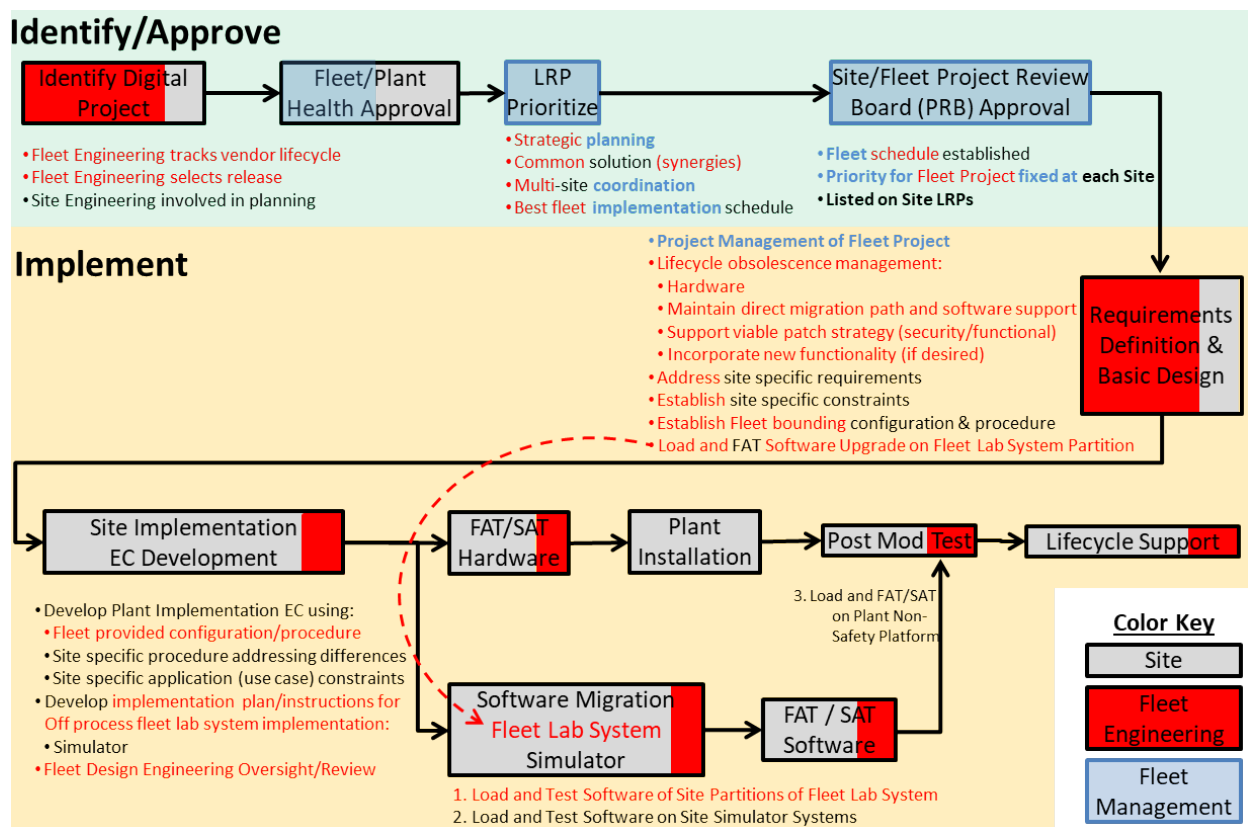 Identify/Approve
Identify Digital
Project
Fleet/Plant
Health Approval
LRP
Prioritize
Site/Fleet Project Review
Board (PRB) Approval
•Fleet Engineering tracks vendor lifecycle
•Fleet Engineering selects release
•Site Engineering involved in planning
•Strategic planning
•Common solution (synergies)
•Multi-site coordination
•Best fleet implementation schedule
•Fleet schedule established
•Priority for Fleet Project fixed at each Site
•Listed on Site LRPs
Implement
•Project Management of Fleet Project
•Lifecycle obsolescence management:
•Hardware
•Maintain direct migration path and software support
•Support viable patch strategy (security/functional)
•Incorporate new functionality (if desired)
•Address site specific requirements
•Establish site specific constraints
•Establish Fleet bounding configuration & procedure
•Load and FAT Software Upgrade on Fleet Lab System Partition
Requirements
Definition &
Basic Design
Site Implementation
EC Development
FAT/SAT
Hardware
Plant
Installation
Post Mod Test
Lifecycle Support
•Develop Plant Implementation EC using:
•Fleet provided configuration/procedure
•Site specific procedure addressing differences
•Site specific application (use case) constraints
•Develop implementation plan/instructions for
Off process fleet lab system implementation:
•Simulator
•Fleet Design Engineering Oversight/Review
Software Migration
Fleet Lab System
Simulator
FAT / SAT
Software
3. Load and FAT/SAT
on Plant Non-
Safety Platform
1. Load and Test Software of Site Partitions of Fleet Lab System
2. Load and Test Software on Site Simulator Systems
Color Key
Site
Fleet
Engineering
Fleet
Management